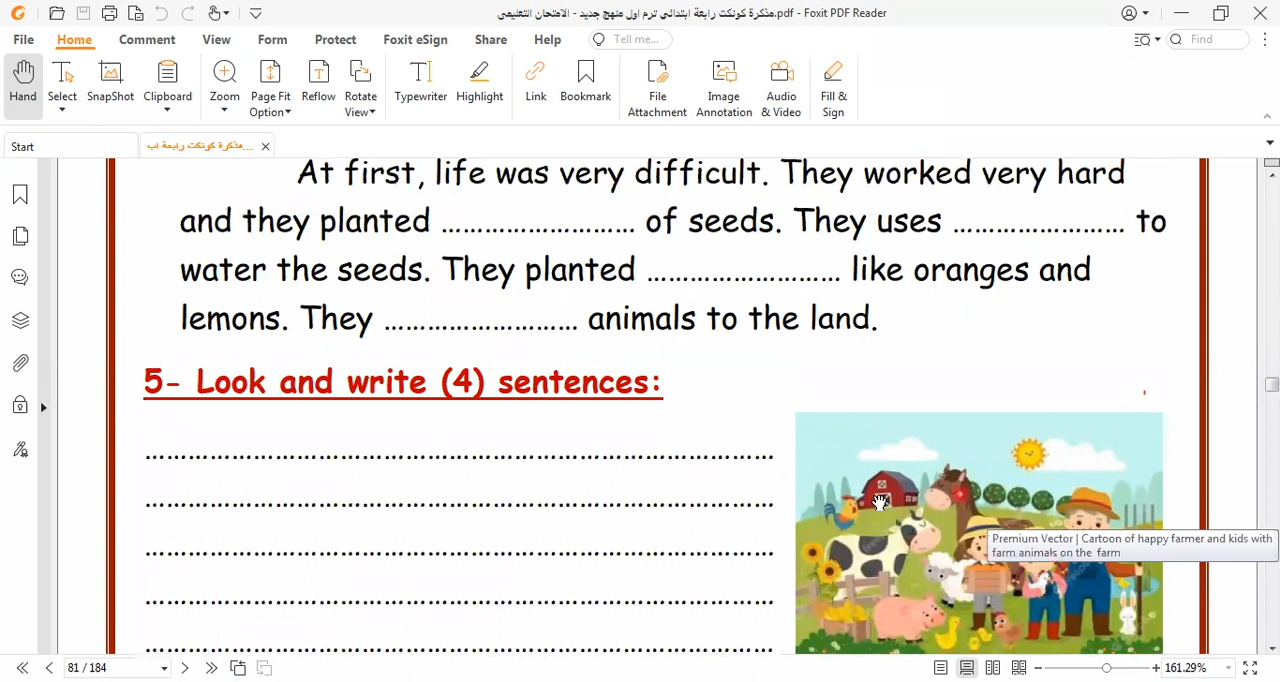 مذكرة كونكت رابعة ابتدائي ترم اول منهج جديد - الامتحان التعليمي.pdf - Foxit PDF Reader
File Home Comment View Form Protect Foxit eSign Share Help Tell me... Find
Hand Select SnapShot Clipboard Zoom Page Fit Option Reflow Rotate View Typewriter Highlight Link Bookmark File Attachment Image Annotation Audio & Video Fill & Sign
Start مذكرة كونكت رابعة اب...
At first, life was very difficult. They worked very hard
and they planted ........................... of seeds. They uses ........................ to
water the seeds. They planted ........................... like oranges and
lemons. They ........................... animals to the land.
5- Look and write (4) sentences:
Premium Vector | Cartoon of happy farmer and kids with
farm animals on the farm
81 / 184
161.29%